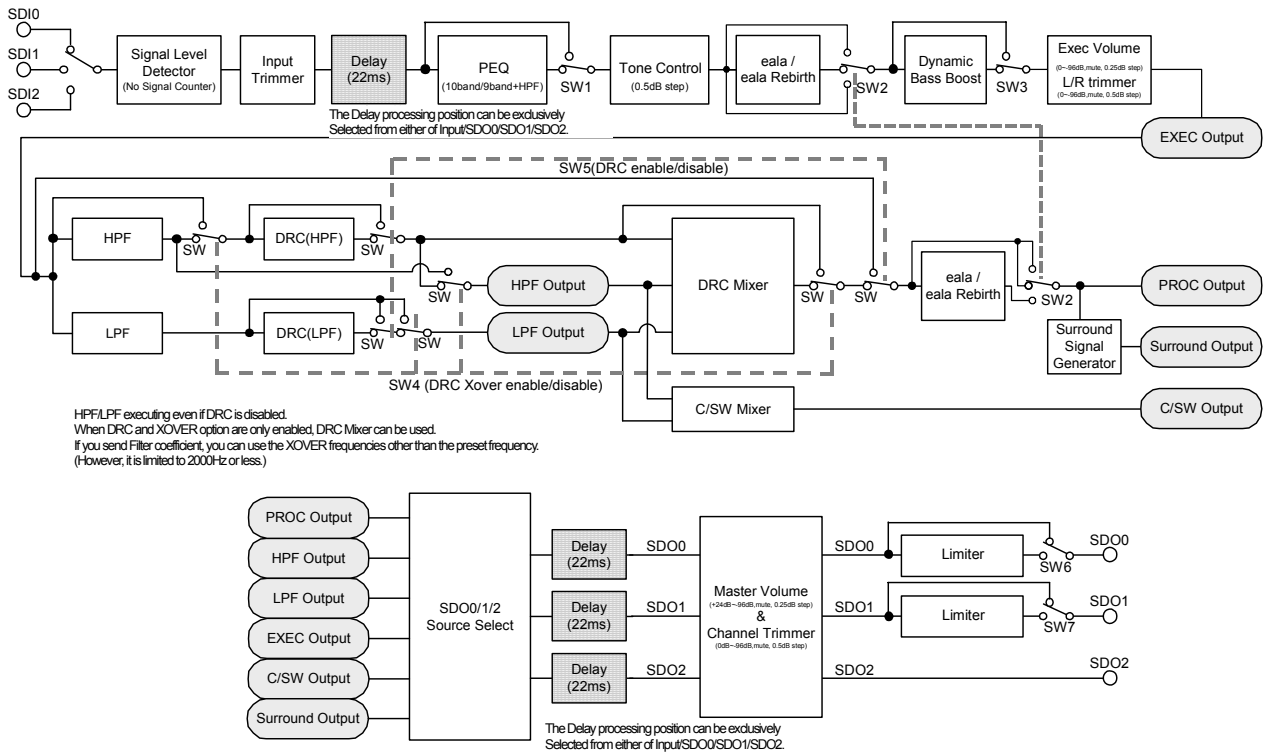 SDI0
SDI1
SDI2
Signal Level
Detector
(No Signal Counter)
Input
Trimmer
Delay
(22ms)
PEQ
(10band/9band+HPF)
SW1
Tone Control
(0.5dB step)
eala /
eala Rebirth
SW2
Dynamic
Bass Boost
SW3
Exec Volume
(0~-96dB,mute, 0.25dB step)
L/R trimmer
(0~-96dB,mute, 0.5dB step)
The Delay processing position can be exclusively
Selected from either of Input/SDO0/SDO1/SDO2.
EXEC Output
SW5(DRC enable/disable)
HPF
SW
DRC(HPF)
SW
SW
HPF Output
DRC Mixer
SW
SW
eala /
eala Rebirth
SW2
PROC Output
LPF
DRC(LPF)
SW
SW
LPF Output
Surround
Signal
Generator
Surround Output
SW4 (DRC Xover enable/disable)
C/SW Mixer
C/SW Output
HPF/LPF executing even if DRC is disabled.
When DRC and XOVER option are only enabled, DRC Mixer can be used.
If you send Filter coefficient, you can use the XOVER frequencies other than the preset frequency.
(However, it is limited to 2000Hz or less.)
PROC Output
HPF Output
LPF Output
EXEC Output
C/SW Output
Surround Output
SDO0/1/2
Source Select
Delay
(22ms)
SDO0
Delay
(22ms)
SDO1
Delay
(22ms)
SDO2
Master Volume
(+24dB~-96dB,mute, 0.25dB step)
&
Channel Trimmer
(0dB~-96dB,mute, 0.5dB step)
SDO0
Limiter
SW6
SDO0
SDO1
Limiter
SW7
SDO1
SDO2
SDO2
The Delay processing position can be exclusively
Selected from either of Input/SDO0/SDO1/SDO2.